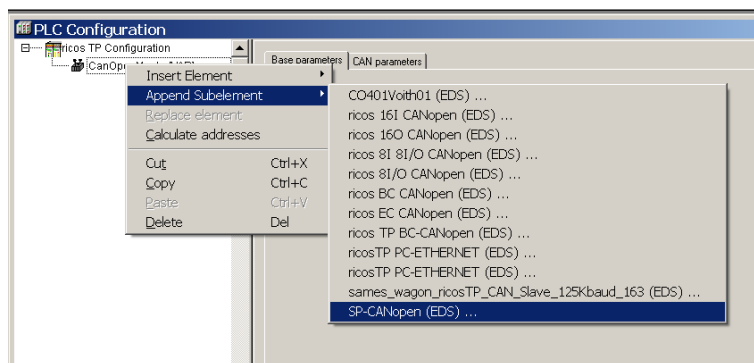 PLC Configuration
ricos TP Configuration
Base parameters CAN parameters
Insert Element
Append Subelement
Replace element
Calculate addresses
Cut Ctrl+X
Copy Ctrl+C
Paste Ctrl+V
Delete Del
CO401Voith01 (EDS) ...
ricos 16I CANopen (EDS) ...
ricos 16O CANopen (EDS) ...
ricos 8I 8I/O CANopen (EDS) ...
ricos 8I/O CANopen (EDS) ...
ricos BC CANopen (EDS) ...
ricos EC CANopen (EDS) ...
ricos TP BC-CANopen (EDS) ...
ricosTP PC-ETHERNET (EDS) ...
ricosTP PC-ETHERNET (EDS) ...
sames_wagon_ricosTP_CAN_Slave_125Kbaud_163 (EDS) ...
SP-CANopen (EDS) ...